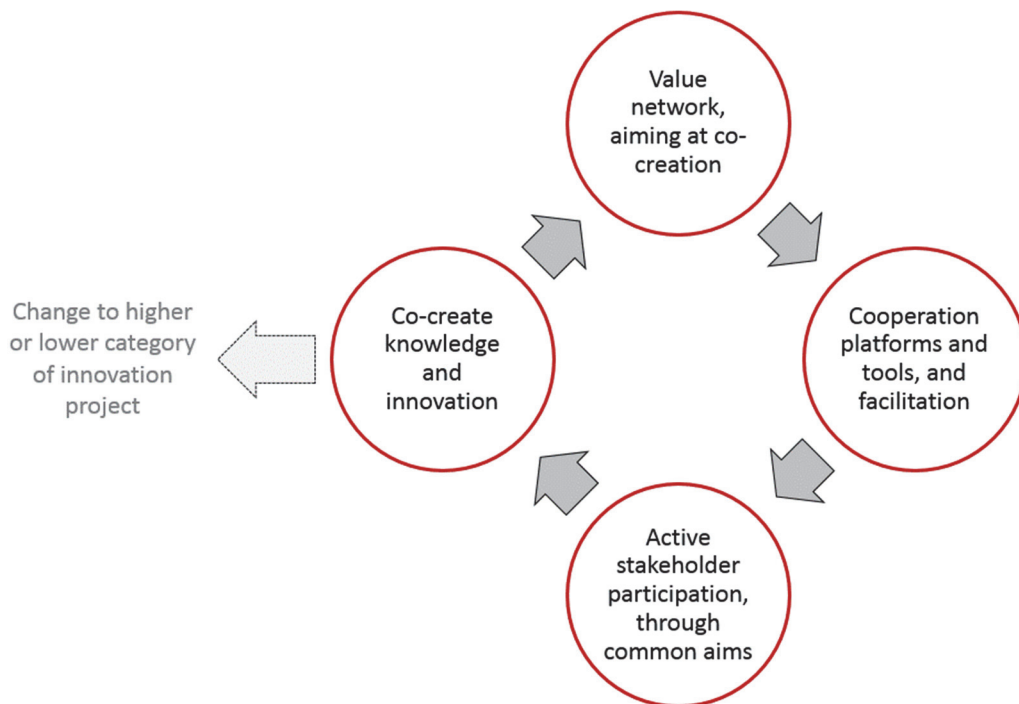 Value
network,
aiming at co-
creation
Change to higher
or lower category
of innovation
project
Co-create
knowledge
and
innovation
Cooperation
platforms and
tools, and
facilitation
Active
stakeholder
participation,
through
common aims